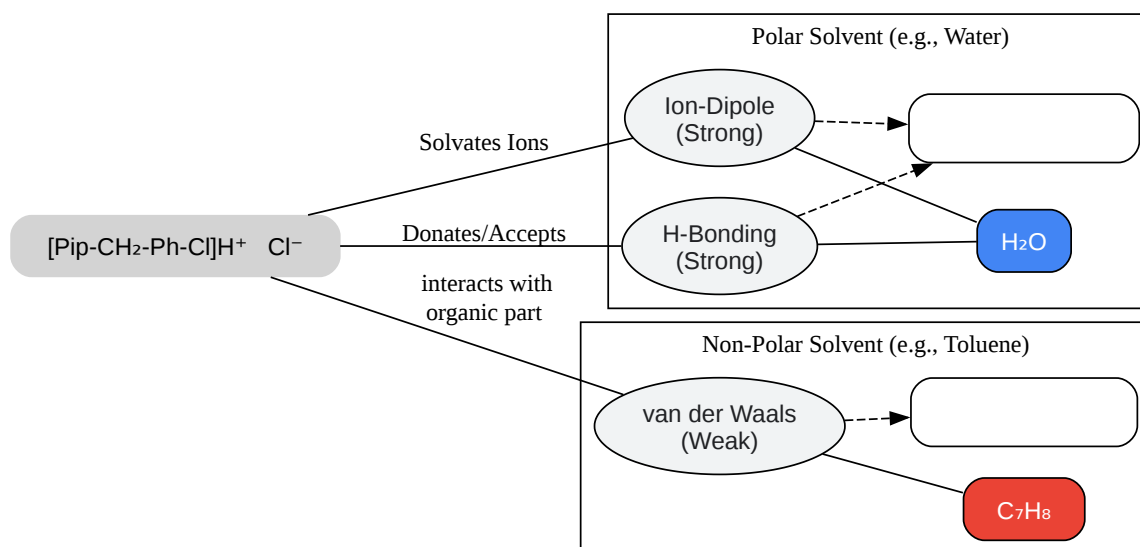 Polar Solvent (e.g., Water)
Ion-Dipole
(Strong)
Solvates Ions
H-Bonding
(Strong)
Donates/Accepts
H₂O
[Pip-CH₂-Ph-Cl]H⁺   Cl⁻
interacts with
organic part
Non-Polar Solvent (e.g., Toluene)
van der Waals
(Weak)
C₇H₈